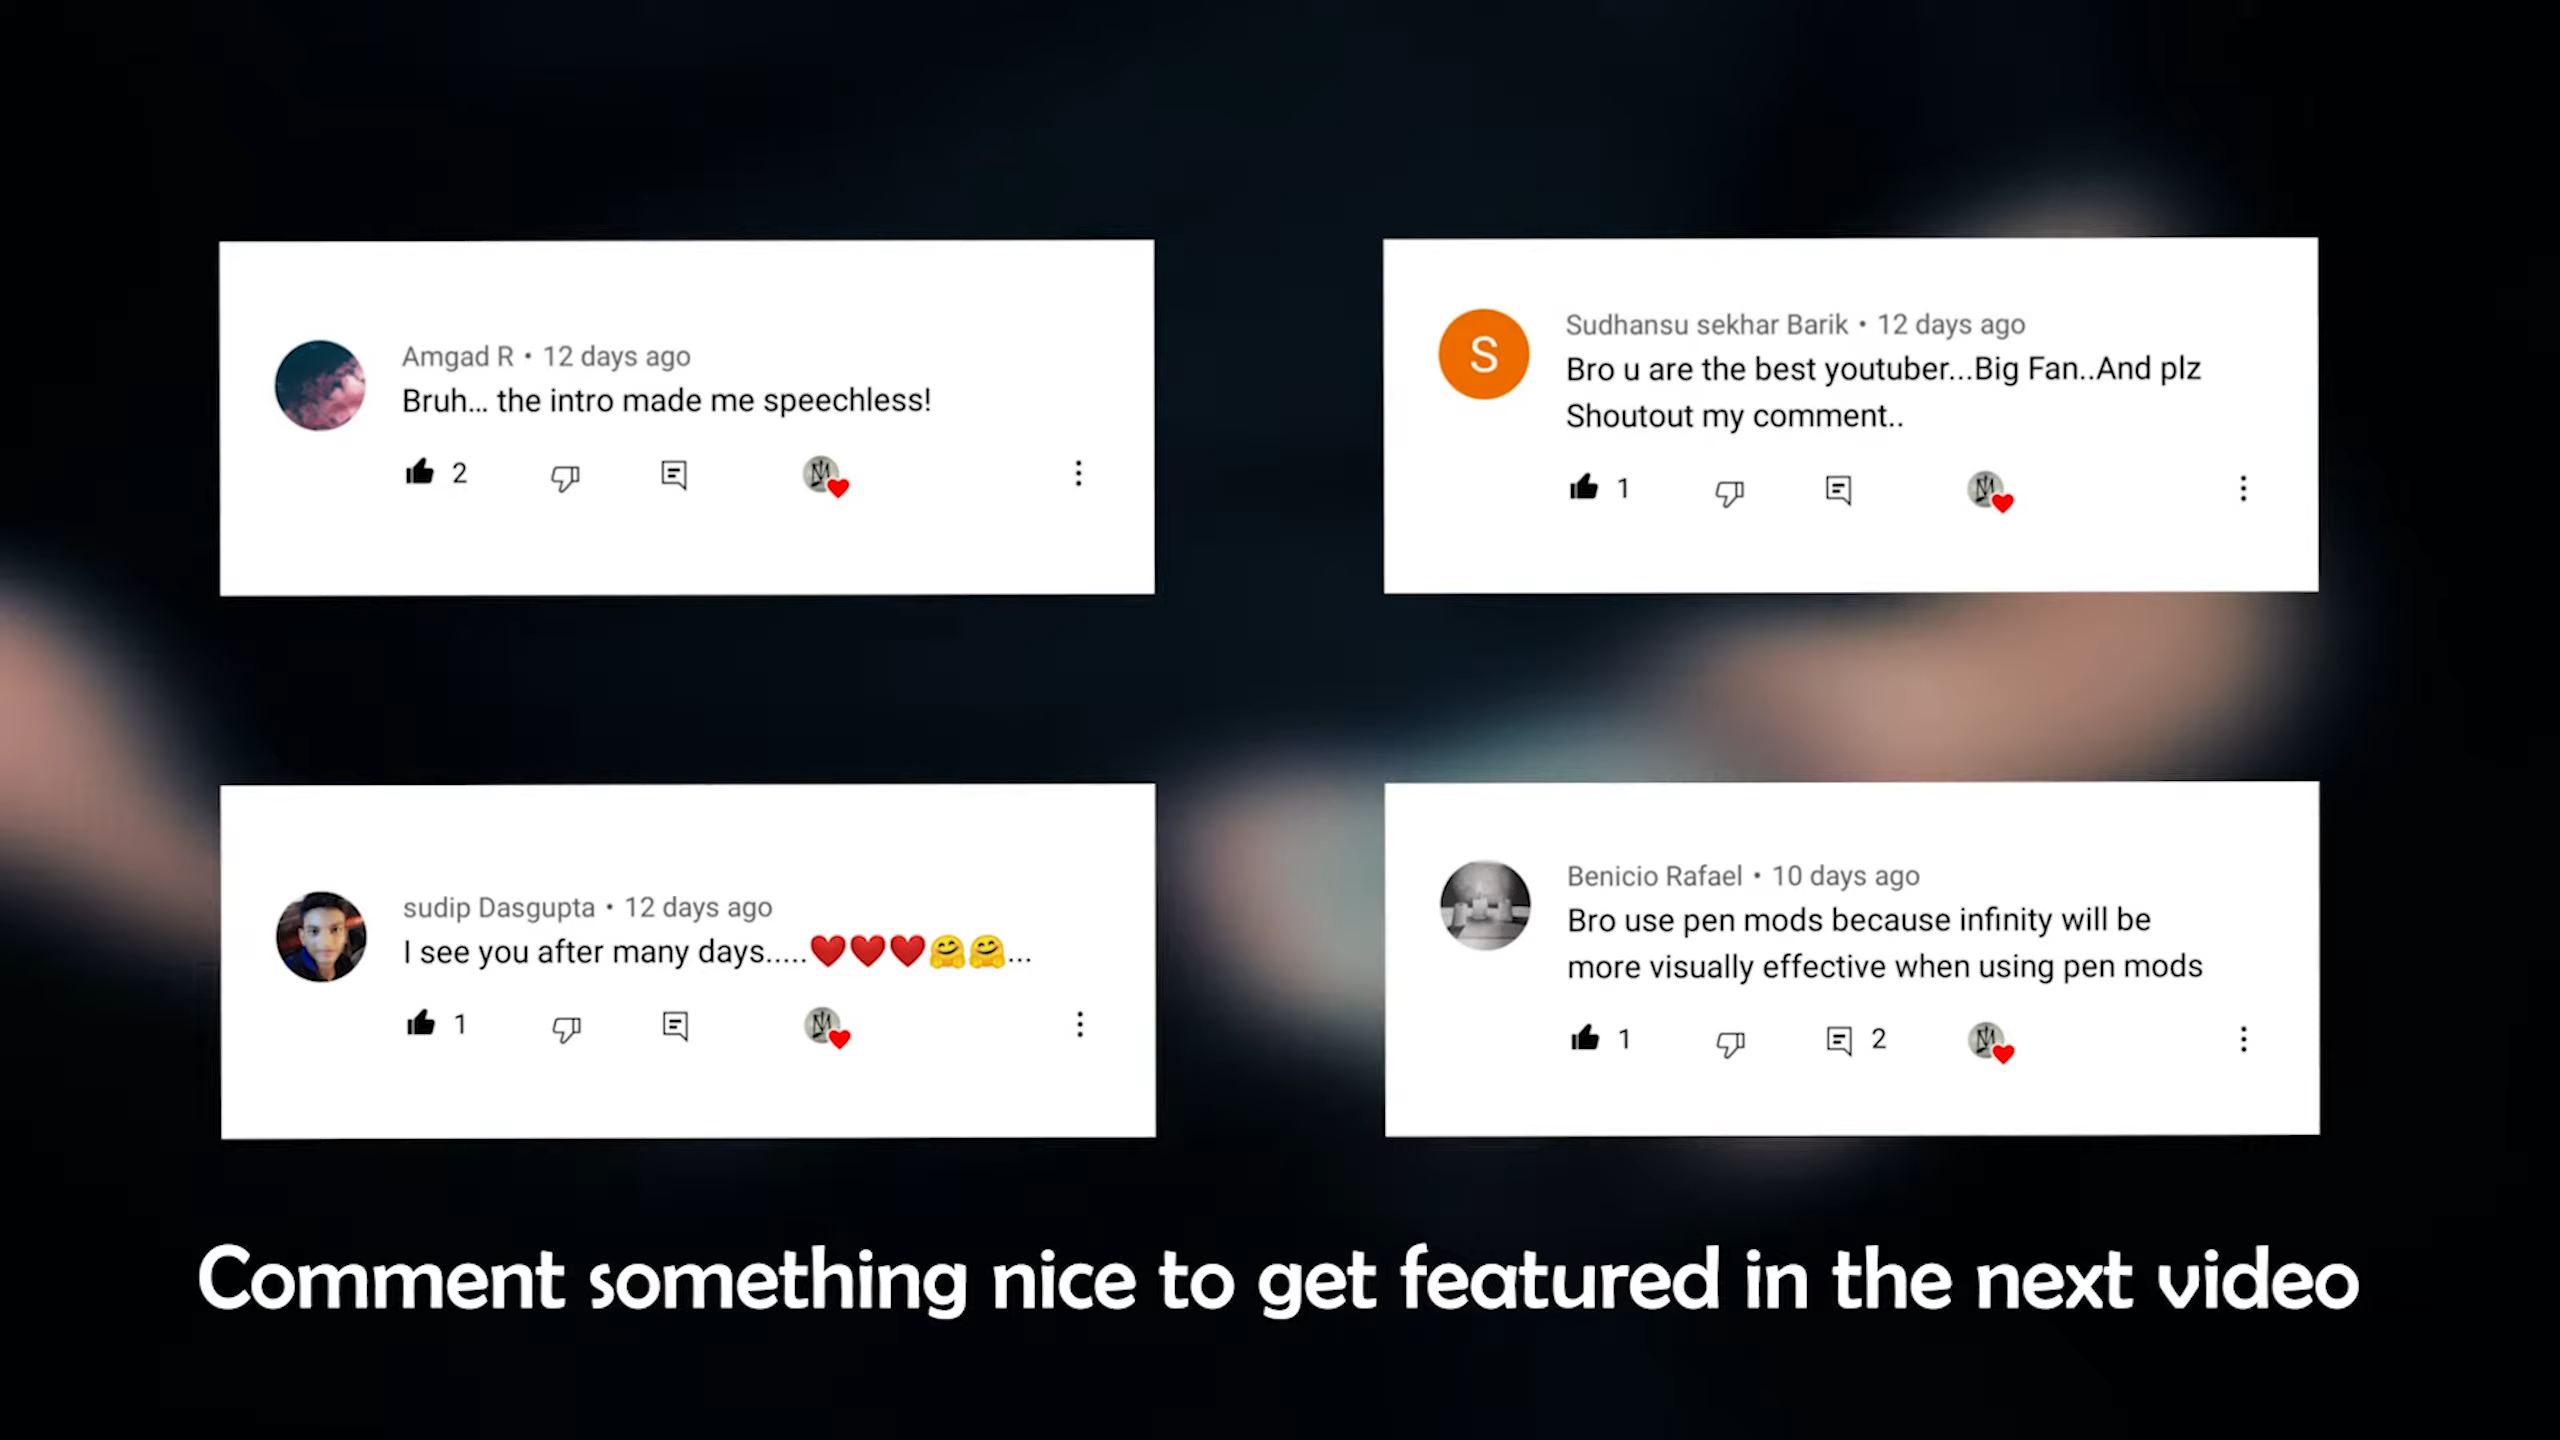 Amgad R • 12 days ago
Bruh... the intro made me speechless!
2
Sudhansu sekhar Barik • 12 days ago
Bro u are the best youtuber...Big Fan..And plz
Shoutout my comment..
1
S
sudip Dasgupta • 12 days ago
I see you after many days.....❤️❤️❤️🤗🤗...
1
Benicio Rafael • 10 days ago
Bro use pen mods because infinity will be
more visually effective when using pen mods
1 2
Comment something nice to get featured in the next video